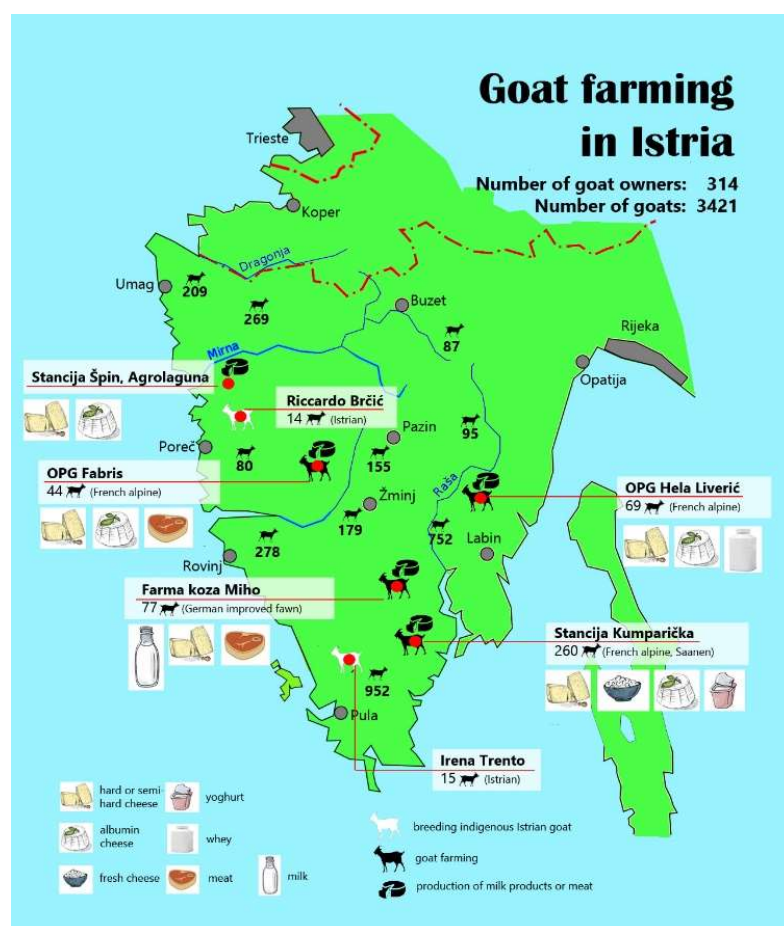 Goat farming
in Istria
Number of goat owners: 314
Number of goats: 3421
Trieste
Koper
Dragonja
Umag
209
269
Buzet
87
Rijeka
Opatija
Mirna
Stancija Špin, Agrolaguna
Riccardo Brčić
14 (Istrian)
Poreč
80
Pazin
155
95
OPG Fabris
44 (French alpine)
Raša
OPG Hela Liverić
69 (French alpine)
Žminj
179
752
Labin
278
Rovinj
Farma koza Miho
77 (German improved fawn)
Stancija Kumparička
260 (French alpine, Saanen)
952
Pula
Irena Trento
15 (Istrian)
hard or semi-
hard cheese
yoghurt
albumin
cheese
whey
fresh cheese
meat
milk
breeding indigenous Istrian goat
goat farming
production of milk products or meat